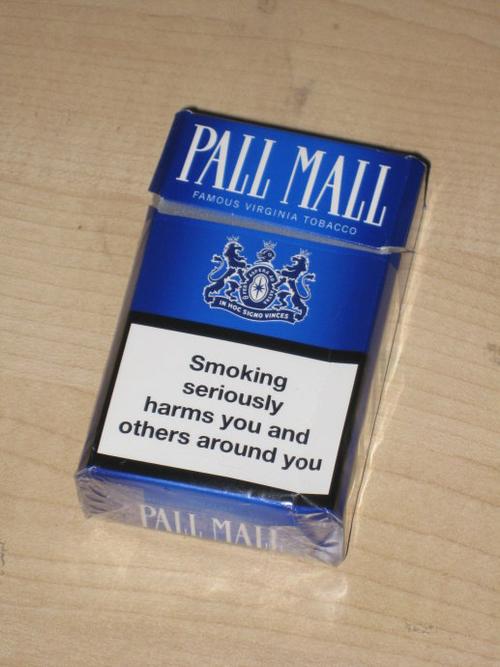 PALL MALL
FAMOUS VIRGINIA TOBACCO
IN HOC SIGNO VINCES
Smoking
seriously
harms you and
others around you
PALL MALL